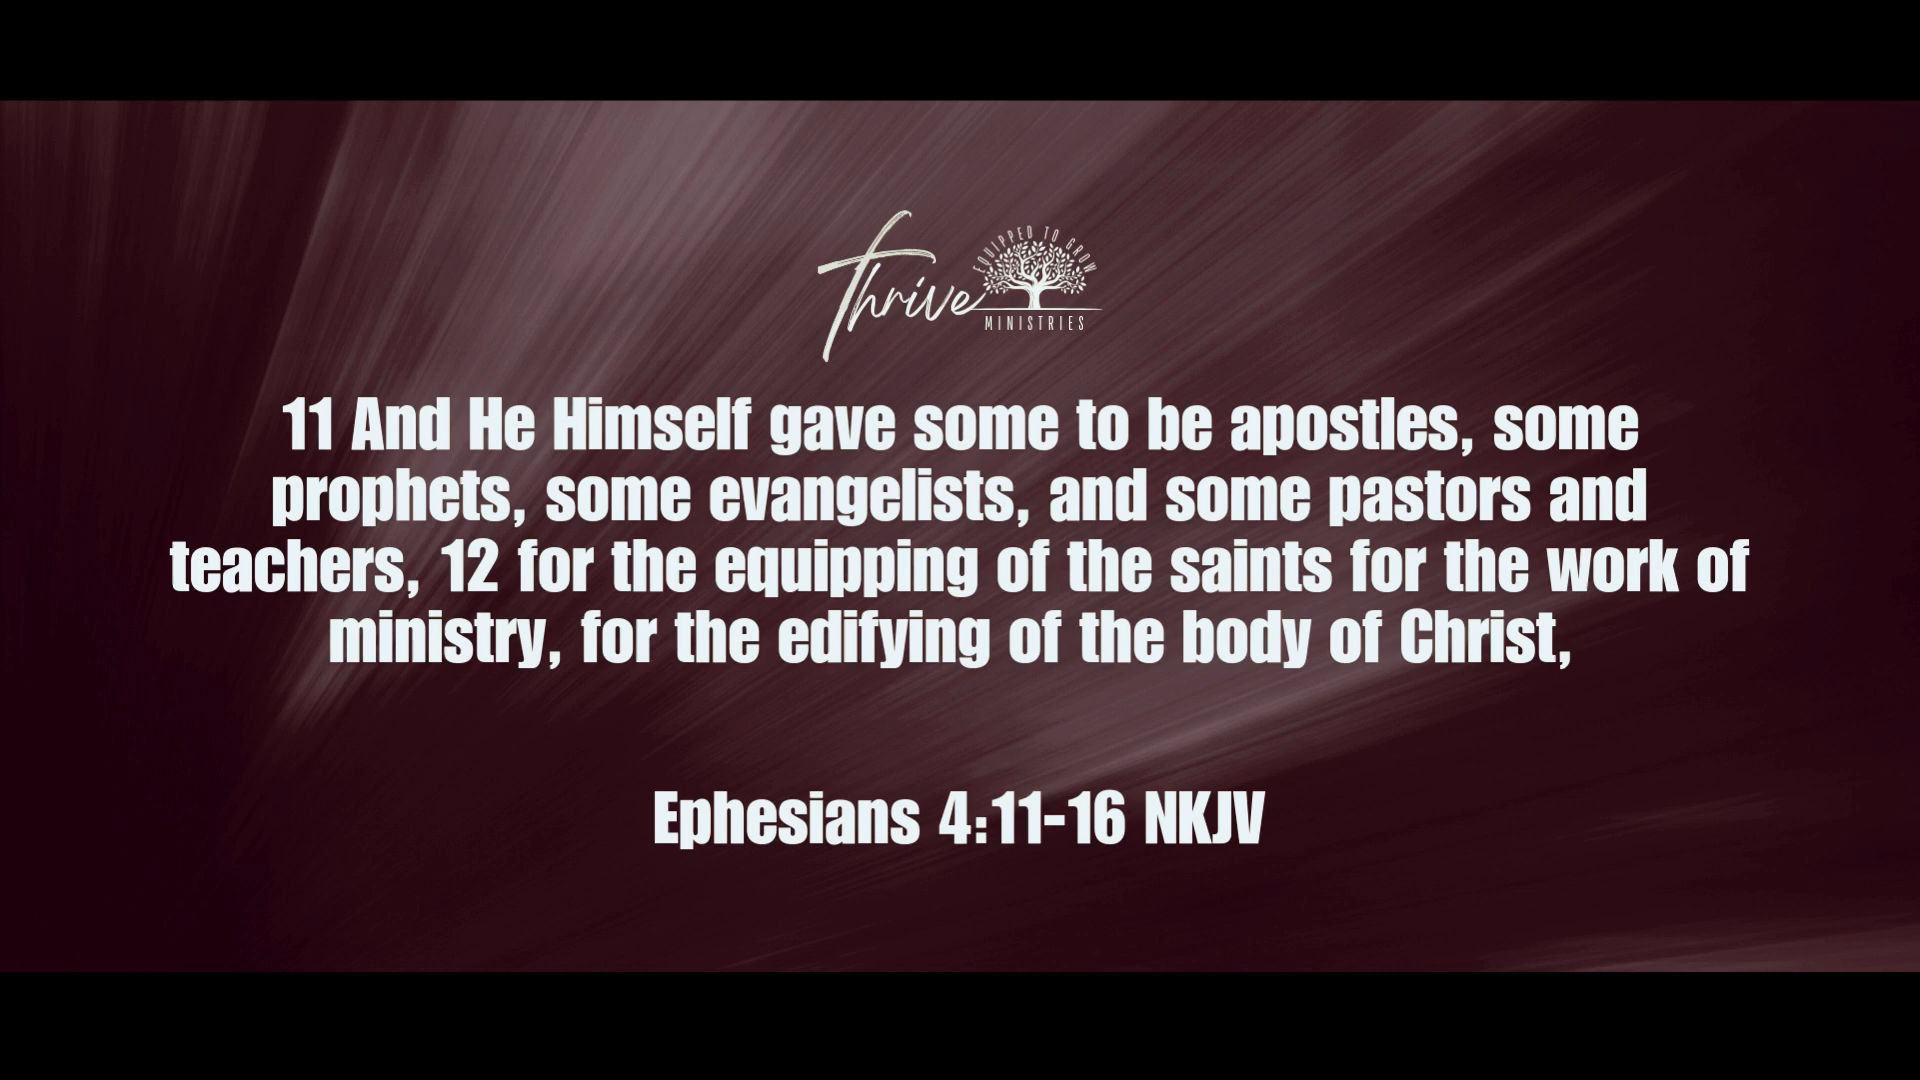 EQUIPPED TO GROW
Thrive
MINISTRIES
11 And He Himself gave some to be apostles, some
prophets, some evangelists, and some pastors and
teachers, 12 for the equipping of the saints for the work of
ministry, for the edifying of the body of Christ,
Ephesians 4:11-16 NKJV